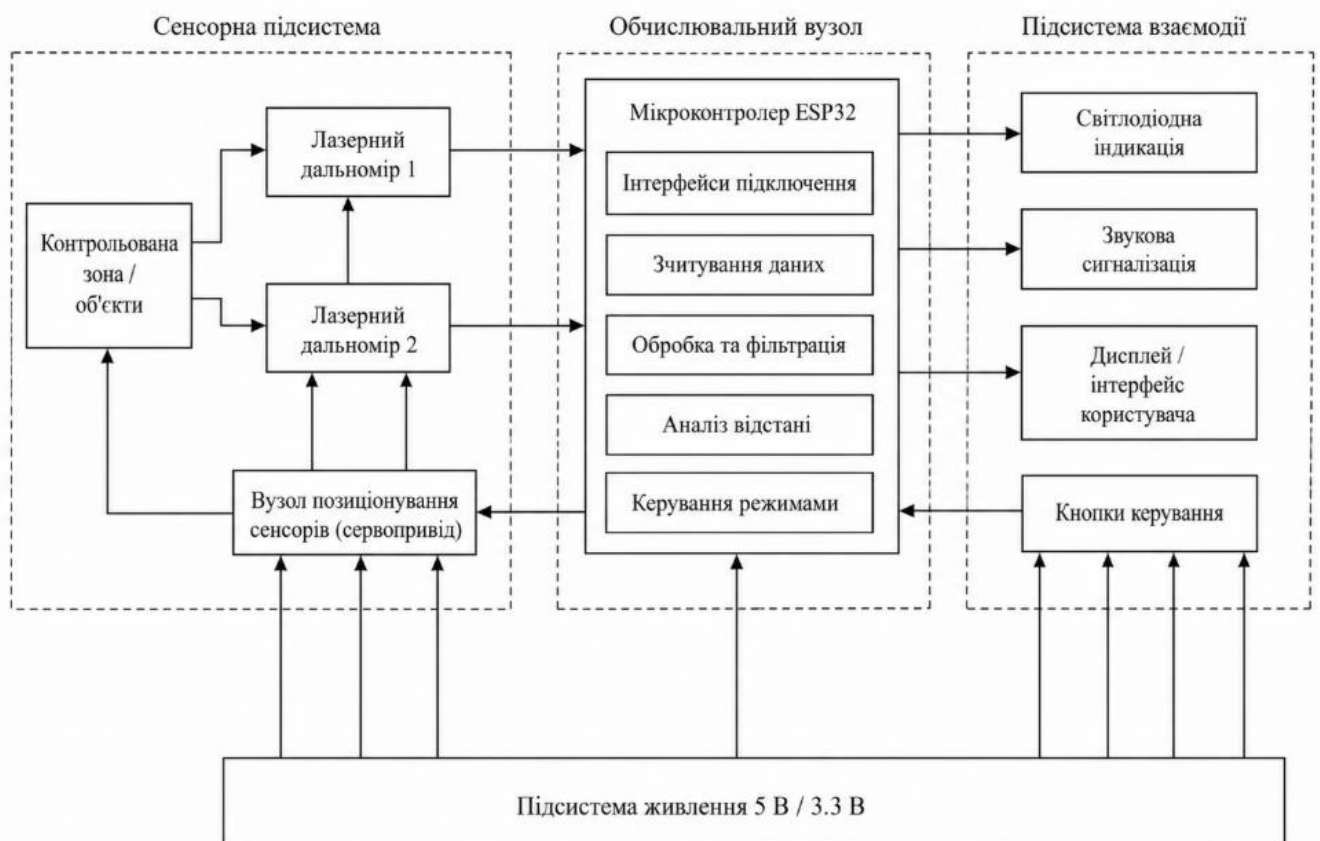 Сенсорна підсистема
Обчислювальний вузол
Підсистема взаємодії
Контрольована
зона /
об'єкти
Лазерний
дальномір 1
Лазерний
дальномір 2
Вузол позиціонування
сенсорів (сервопривід)
Мікроконтролер ESP32
Інтерфейси підключення
Зчитування даних
Обробка та фільтрація
Аналіз відстані
Керування режимами
Світлодіодна
індикація
Звукова
сигналізація
Дисплей /
інтерфейс
користувача
Кнопки керування
Підсистема живлення 5 В / 3.3 В